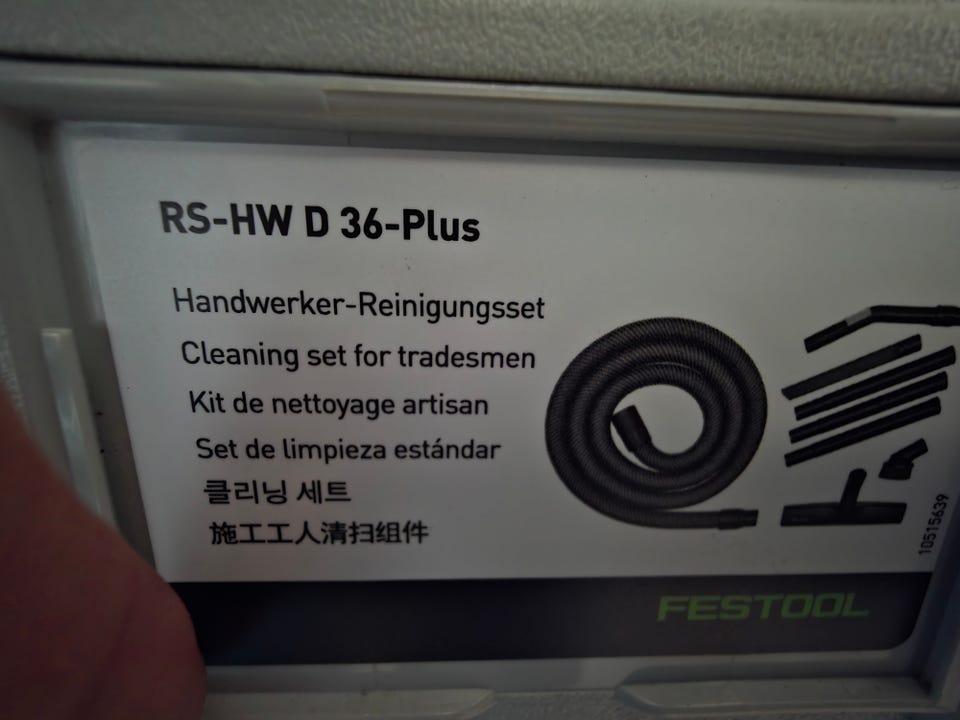 RS-HW D 36-Plus
Handwerker-Reinigungsset
Cleaning set for tradesmen
Kit de nettoyage artisan
Set de limpieza estándar
클리닝 세트
施工工人清扫组件
10515639
FESTOOL